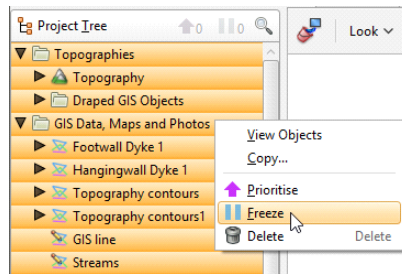 Project Tree 0 0 Look
Topographies
Topography
Draped GIS Objects
GIS Data, Maps and Photos
View Objects
Footwall Dyke 1
Copy...
Hangingwall Dyke 1
Prioritise
Topography contours
Freeze
Topography contours1
Delete Delete
GIS line
Streams